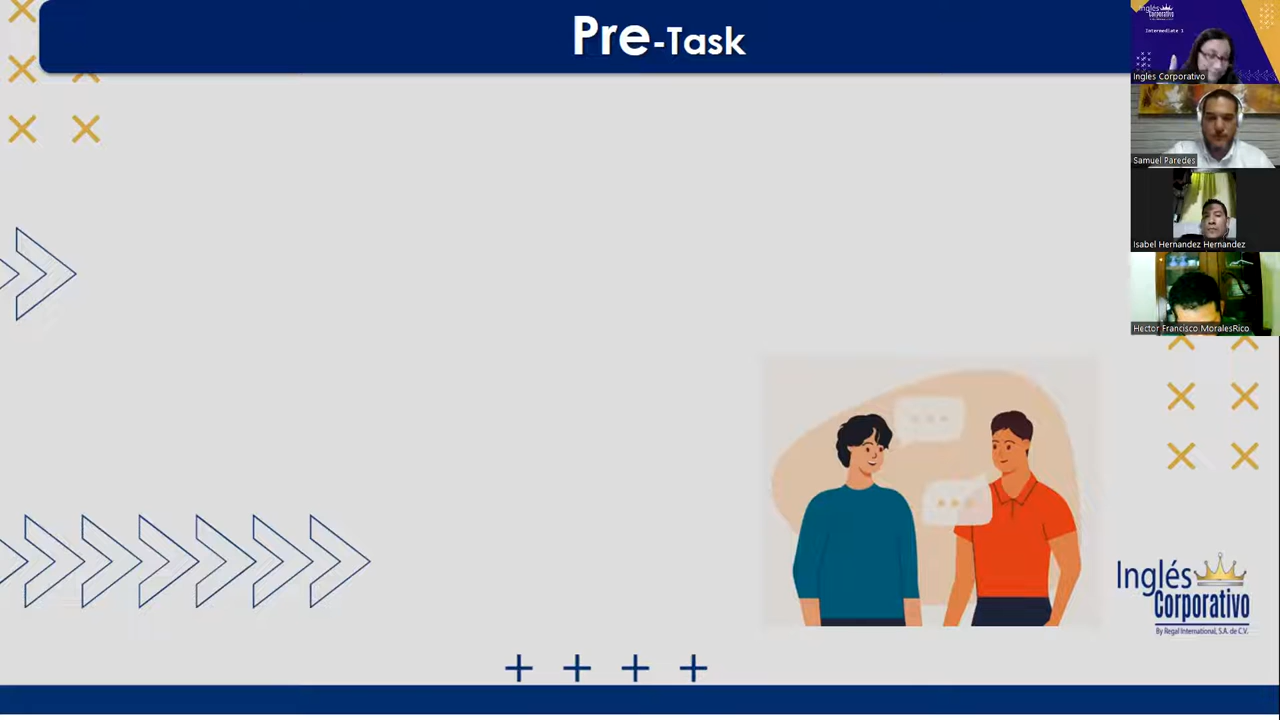 Pre-Task
Inglés
Corporativo
Intermediate 1
Ingles Corporativo
Samuel Paredes
Isabel Hernandez Hernandez
Hector Francisco MoralesRico
Inglés
Corporativo
By Regal International, S.A. de C.V.